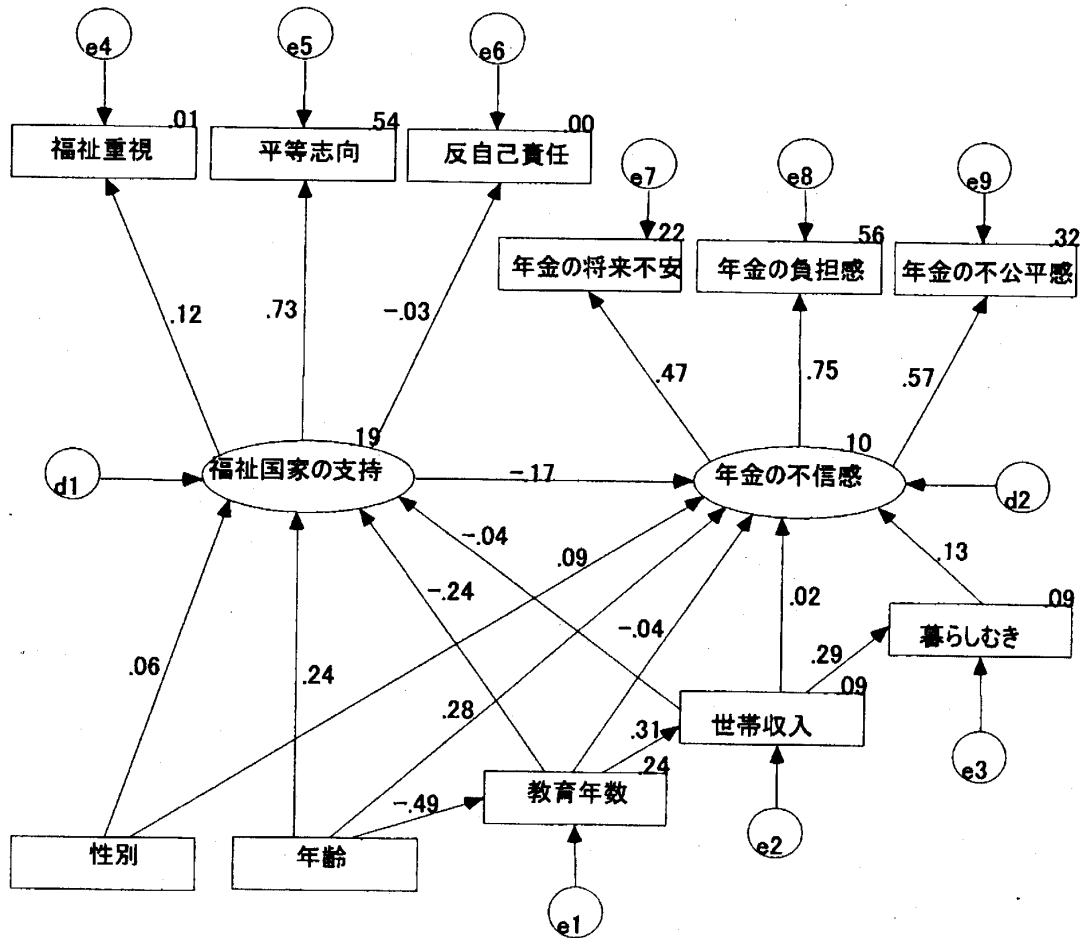 e4
e5
e6
.01
.54
.00
福祉重視
平等志向
反自己責任
e7
e8
e9
.22
.56
.32
年金の将来不安
年金の負担感
年金の不公平感
.12
.73
-.03
.47
.75
.57
.19
.10
福祉国家の支持
年金の不信感
d1
-.17
d2
-.04
.09
.13
-.24
.02
.09
-.04
暮らしむき
.06
.24
.29
.09
.28
.31
世帯収入
.24
e3
教育年数
-.49
性別
年齢
e2
e1